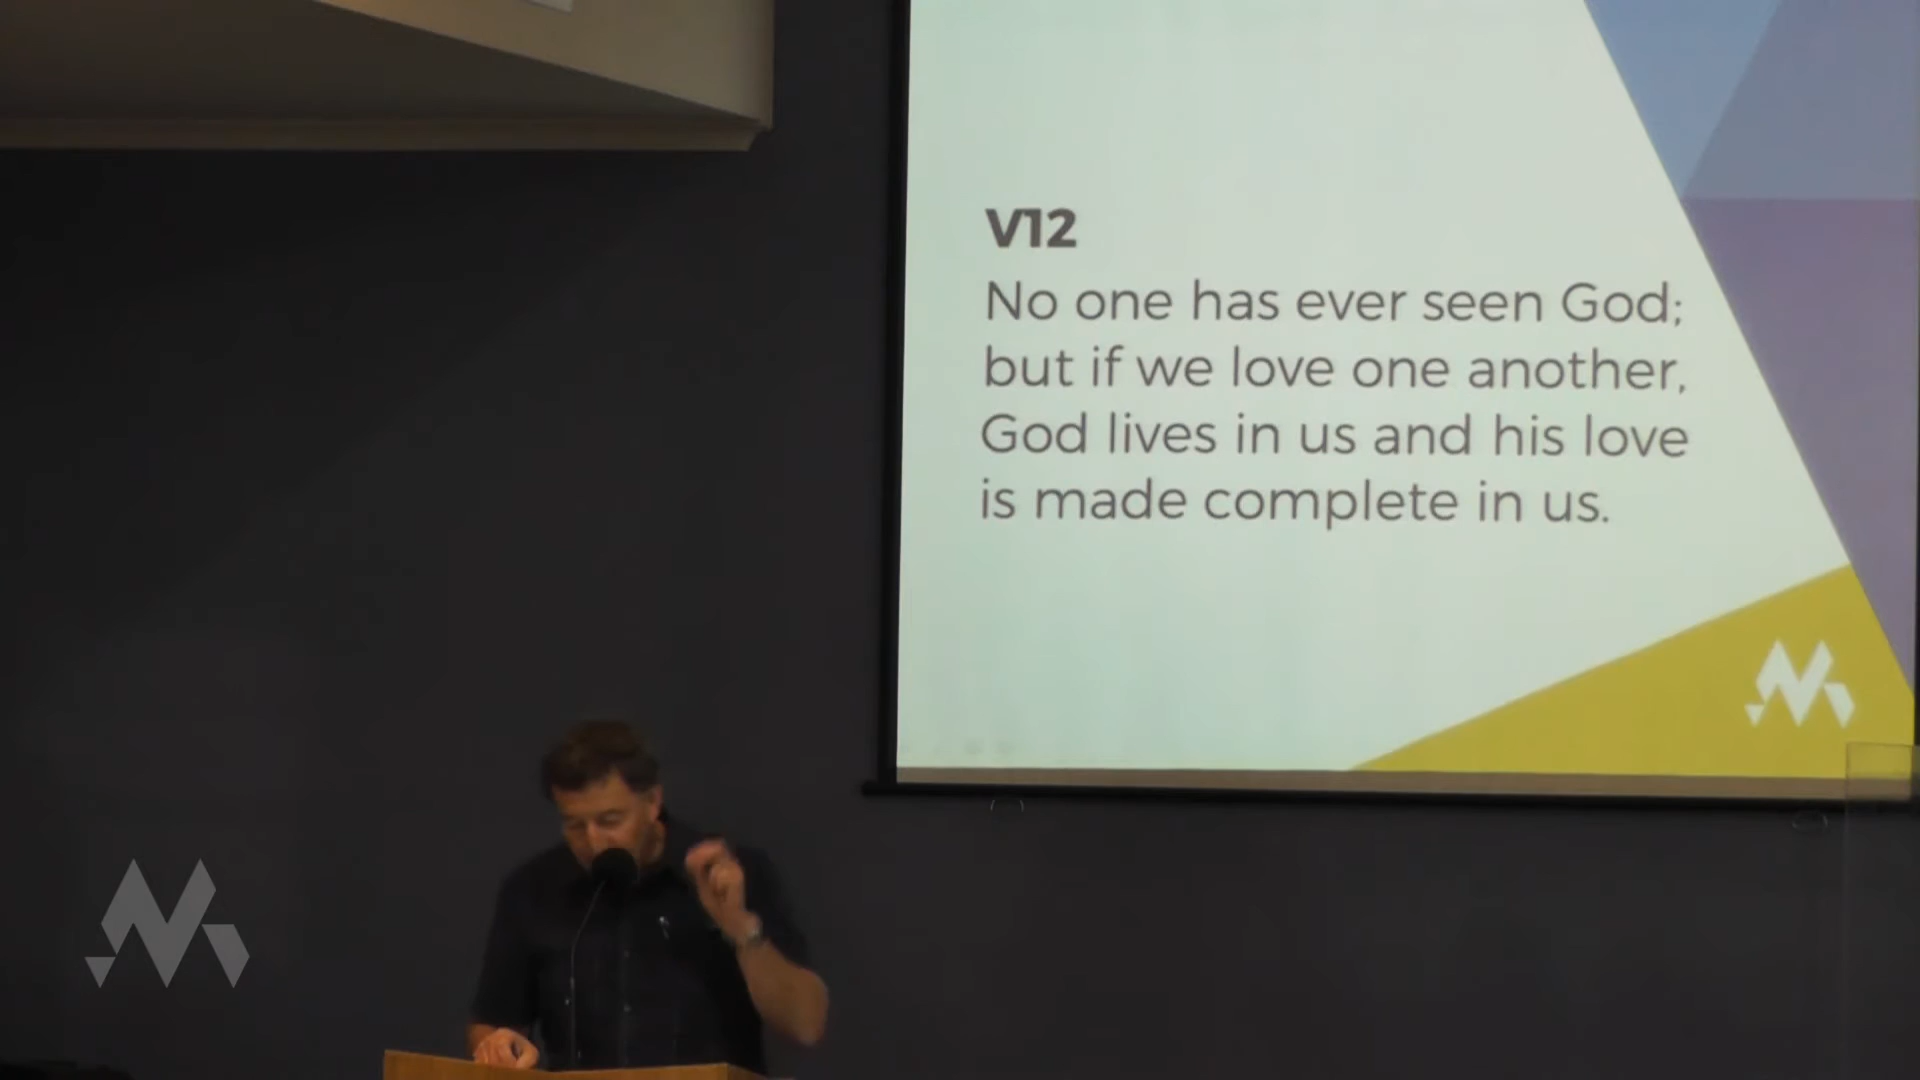 V12
No one has ever seen God;
but if we love one another,
God lives in us and his love
is made complete in us.